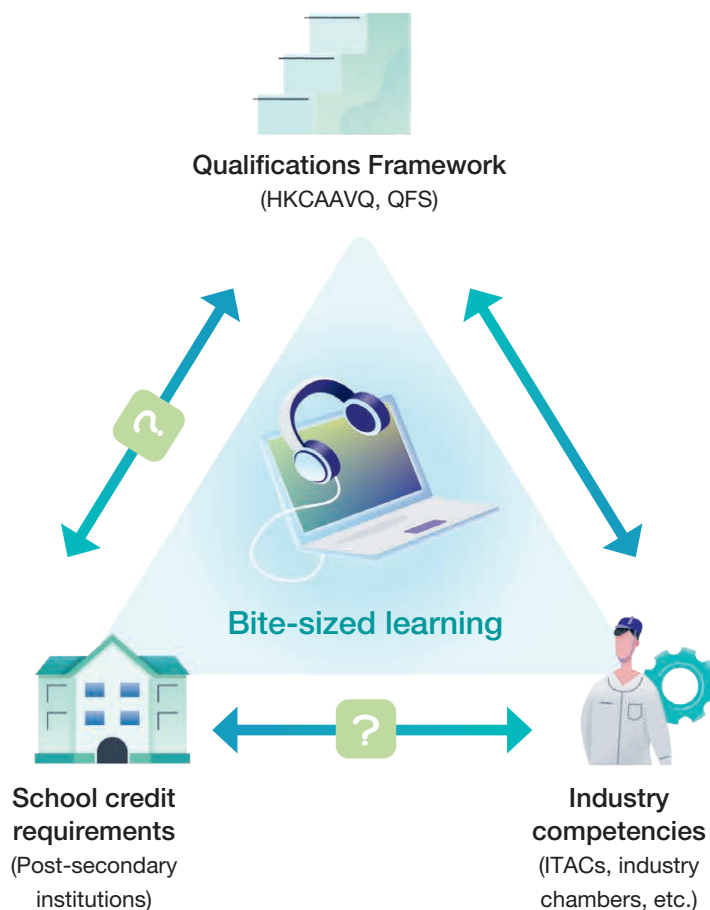 Qualifications Framework
(HKCAAVQ, QFS)
?
Bite-sized learning
?
School credit
requirements
(Post-secondary
institutions)
Industry
competencies
(ITACs, industry
chambers, etc.)